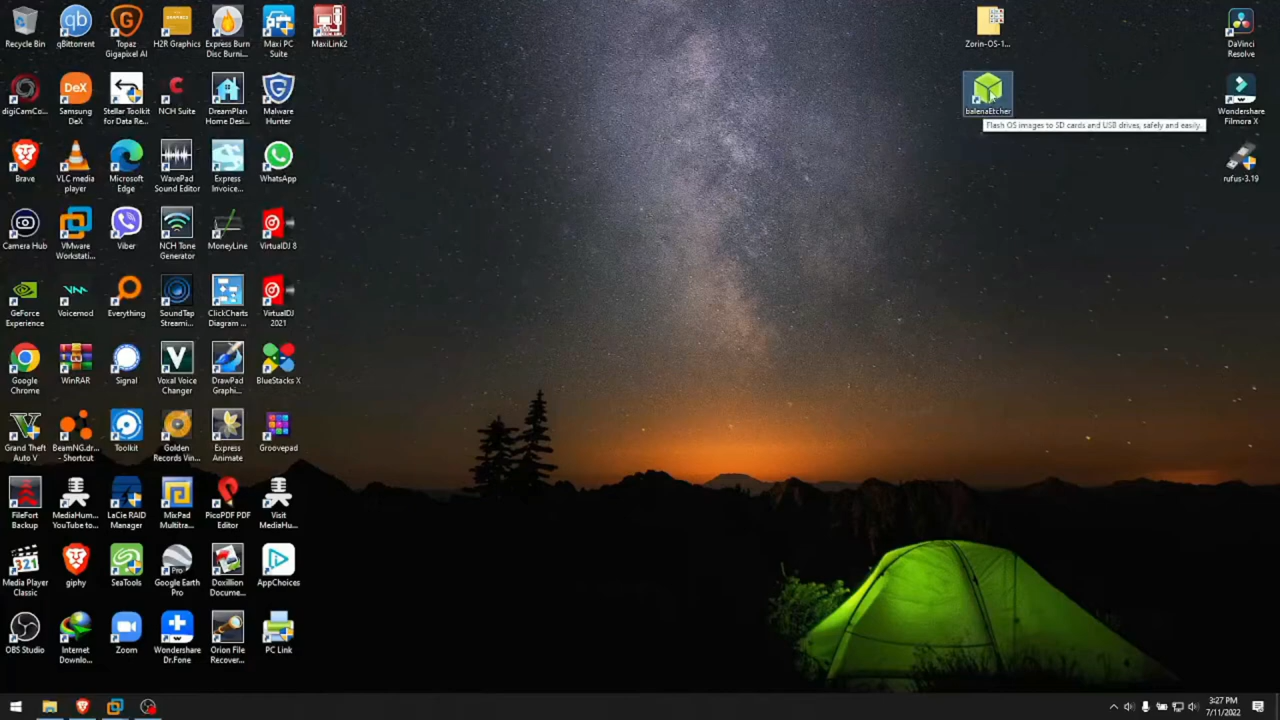 Recycle Bin
qBittorrent
Topaz
Gigapixel AI
H2R Graphics
Express Burn
Disc Burni...
Maxi PC
Suite
MaxiLink2
Zorin-OS-1...
DaVinci
Resolve
digiCamCo...
Samsung
DeX
Stellar Toolkit
for Data Re...
NCH Suite
DreamPlan
Home Desi...
Malware
Hunter
balenaEtcher
Flash OS images to SD cards and USB drives, safely and easily.
Wondershare
Filmora X
Brave
VLC media
player
Microsoft
Edge
WavePad
Sound Editor
Express
Invoice...
WhatsApp
rufus-3.19
Camera Hub
VMware
Workstati...
Viber
NCH Tone
Generator
MoneyLine
VirtualDJ 8
GeForce
Experience
Voicemod
Everything
SoundTap
Streami...
ClickCharts
Diagram ...
VirtualDJ
2021
Google
Chrome
WinRAR
Signal
Voxal Voice
Changer
DrawPad
Graphi...
BlueStacks X
Grand Theft
Auto V
BeamNG.dr...
- Shortcut
Toolkit
Golden
Records Vin...
Express
Animate
Groovepad
FileFort
Backup
MediaHum...
YouTube to...
LaCie RAID
Manager
MixPad
Multitra...
PicoPDF PDF
Editor
Visit
MediaHu...
Media Player
Classic
giphy
SeaTools
Google Earth
Pro
Doxillion
Docume...
AppChoices
OBS Studio
Internet
Downlo...
Zoom
Wondershare
Dr.Fone
Orion File
Recover...
PC Link
3:27 PM
7/11/2022